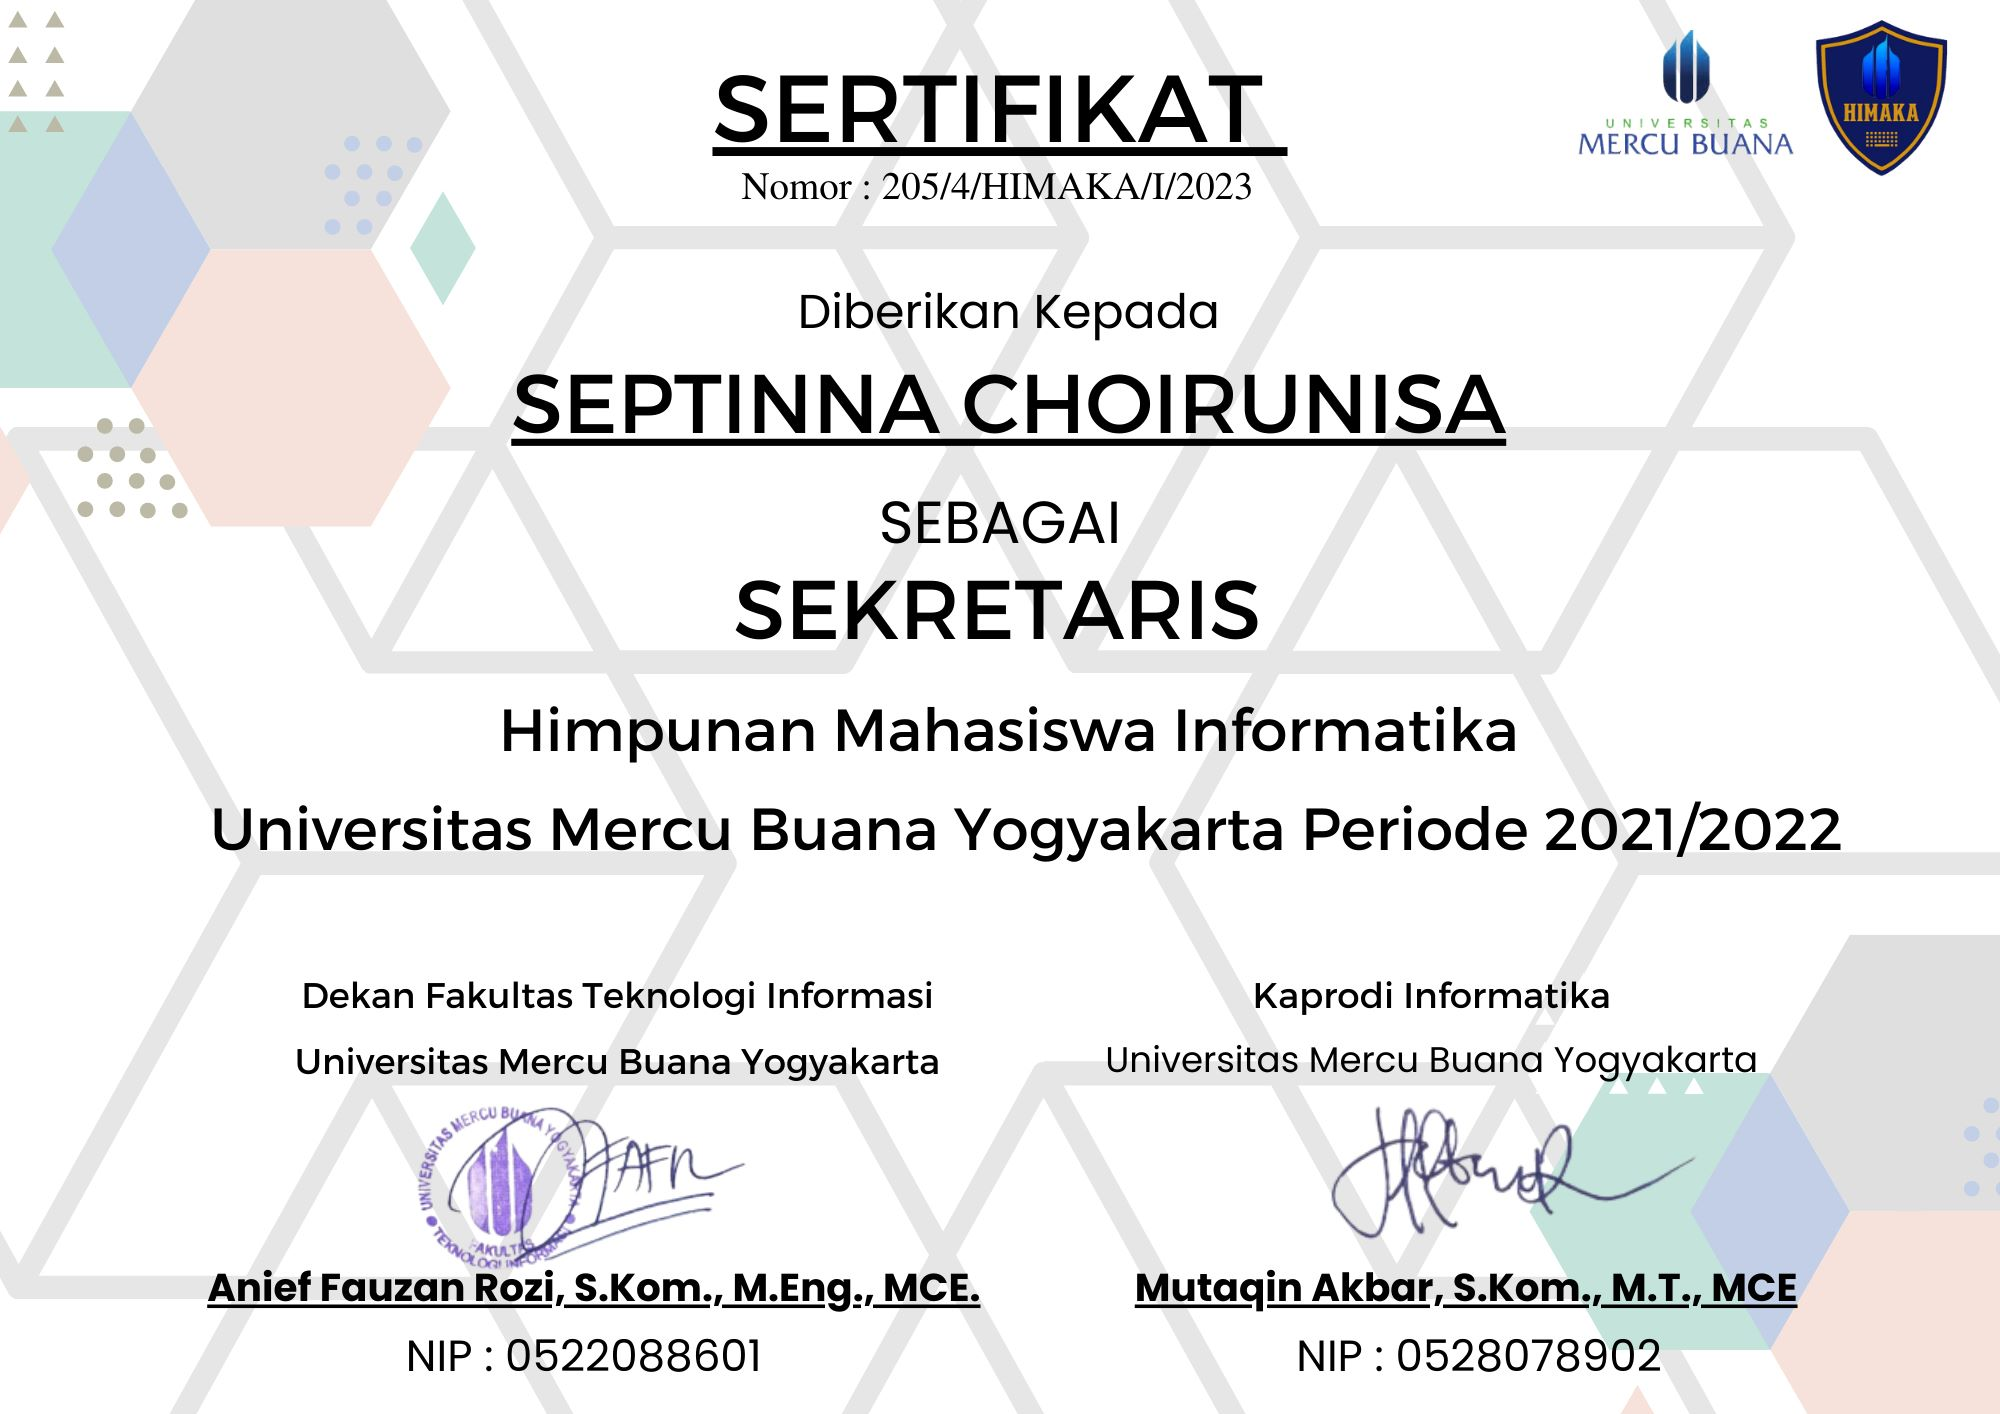 SERTIFIKAT
Nomor : 205/4/HIMAKA/I/2023
UNIVERSITAS
MERCU BUANA
HIMAKA
Diberikan Kepada
SEPTINNA CHOIRUNISA
SEBAGAI
SEKRETARIS
Himpunan Mahasiswa Informatika
Universitas Mercu Buana Yogyakarta Periode 2021/2022
Dekan Fakultas Teknologi Informasi
Universitas Mercu Buana Yogyakarta
UNIVERSITAS MERCU BUANA YOGYAKARTA
FAKULTAS
TEKNOLOGI INFORMASI
Anief Fauzan Rozi, S.Kom., M.Eng., MCE.
NIP : 0522088601
Kaprodi Informatika
Universitas Mercu Buana Yogyakarta
Mutaqin Akbar, S.Kom., M.T., MCE
NIP : 0528078902